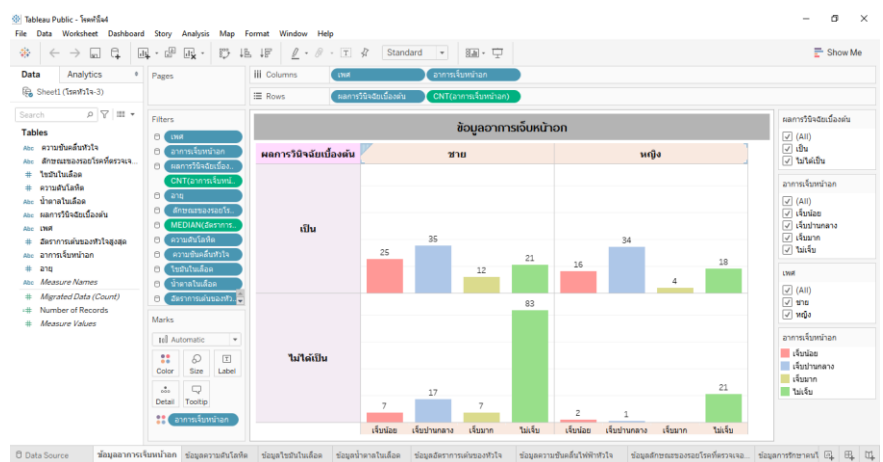 Tableau Public - โรคหัวใจ4
File Data Worksheet Dashboard Story Analysis Map Format Window Help
Standard
Show Me
Data Analytics
Pages
Columns เพศ อาการเจ็บหน้าอก
Sheet1 (โรคหัวใจ-3)
Rows ผลการวินิจฉัยเบื้องต้น CNT(อาการเจ็บหน้าอก)
Search
Tables
Abc ความชันคลื่นหัวใจ
Abc ลักษณะของรอยโรคที่ตรวจเจ...
# ไขมันในเลือด
# ความดันโลหิต
Abc น้ำตาลในเลือด
Abc ผลการวินิจฉัยเบื้องต้น
Abc เพศ
# อัตราการเต้นของหัวใจสูงสุด
Abc อาการเจ็บหน้าอก
# อายุ
Abc Measure Names
# Migrated Data (Count)
# Number of Records
# Measure Values
Filters
เพศ
อาการเจ็บหน้าอก
ผลการวินิจฉัยเบื้อง..
CNT(อาการเจ็บหน้..
อายุ
ลักษณะของรอยโร..
MEDIAN(อัตราการ..
ความดันโลหิต
ความชันคลื่นหัวใจ
ไขมันในเลือด
น้ำตาลในเลือด
อัตราการเต้นของหัว..
Marks
Automatic
Color Size Label
Detail Tooltip
อาการเจ็บหน้าอก
ข้อมูลอาการเจ็บหน้าอก
ผลการวินิจฉัยเบื้องต้น ชาย หญิง
เป็น
25 35 12 21 16 34 4 18
ไม่ได้เป็น
7 17 7 83 2 1 21
เจ็บน้อย เจ็บปานกลาง เจ็บมาก ไม่เจ็บ เจ็บน้อย เจ็บปานกลาง เจ็บมาก ไม่เจ็บ
ผลการวินิจฉัยเบื้องต้น
(All)
เป็น
ไม่ได้เป็น
อาการเจ็บหน้าอก
(All)
เจ็บน้อย
เจ็บปานกลาง
เจ็บมาก
ไม่เจ็บ
เพศ
(All)
ชาย
หญิง
อาการเจ็บหน้าอก
เจ็บน้อย
เจ็บปานกลาง
เจ็บมาก
ไม่เจ็บ
Data Source ข้อมูลอาการเจ็บหน้าอก ข้อมูลความดันโลหิต ข้อมูลไขมันในเลือด ข้อมูลน้ำตาลในเลือด ข้อมูลอัตราการเต้นของหัวใจ ข้อมูลความชันคลื่นไฟฟ้าหัวใจ ข้อมูลลักษณะของรอยโรคที่ตรวจเจอ... ข้อมูลการรักษาคนไ